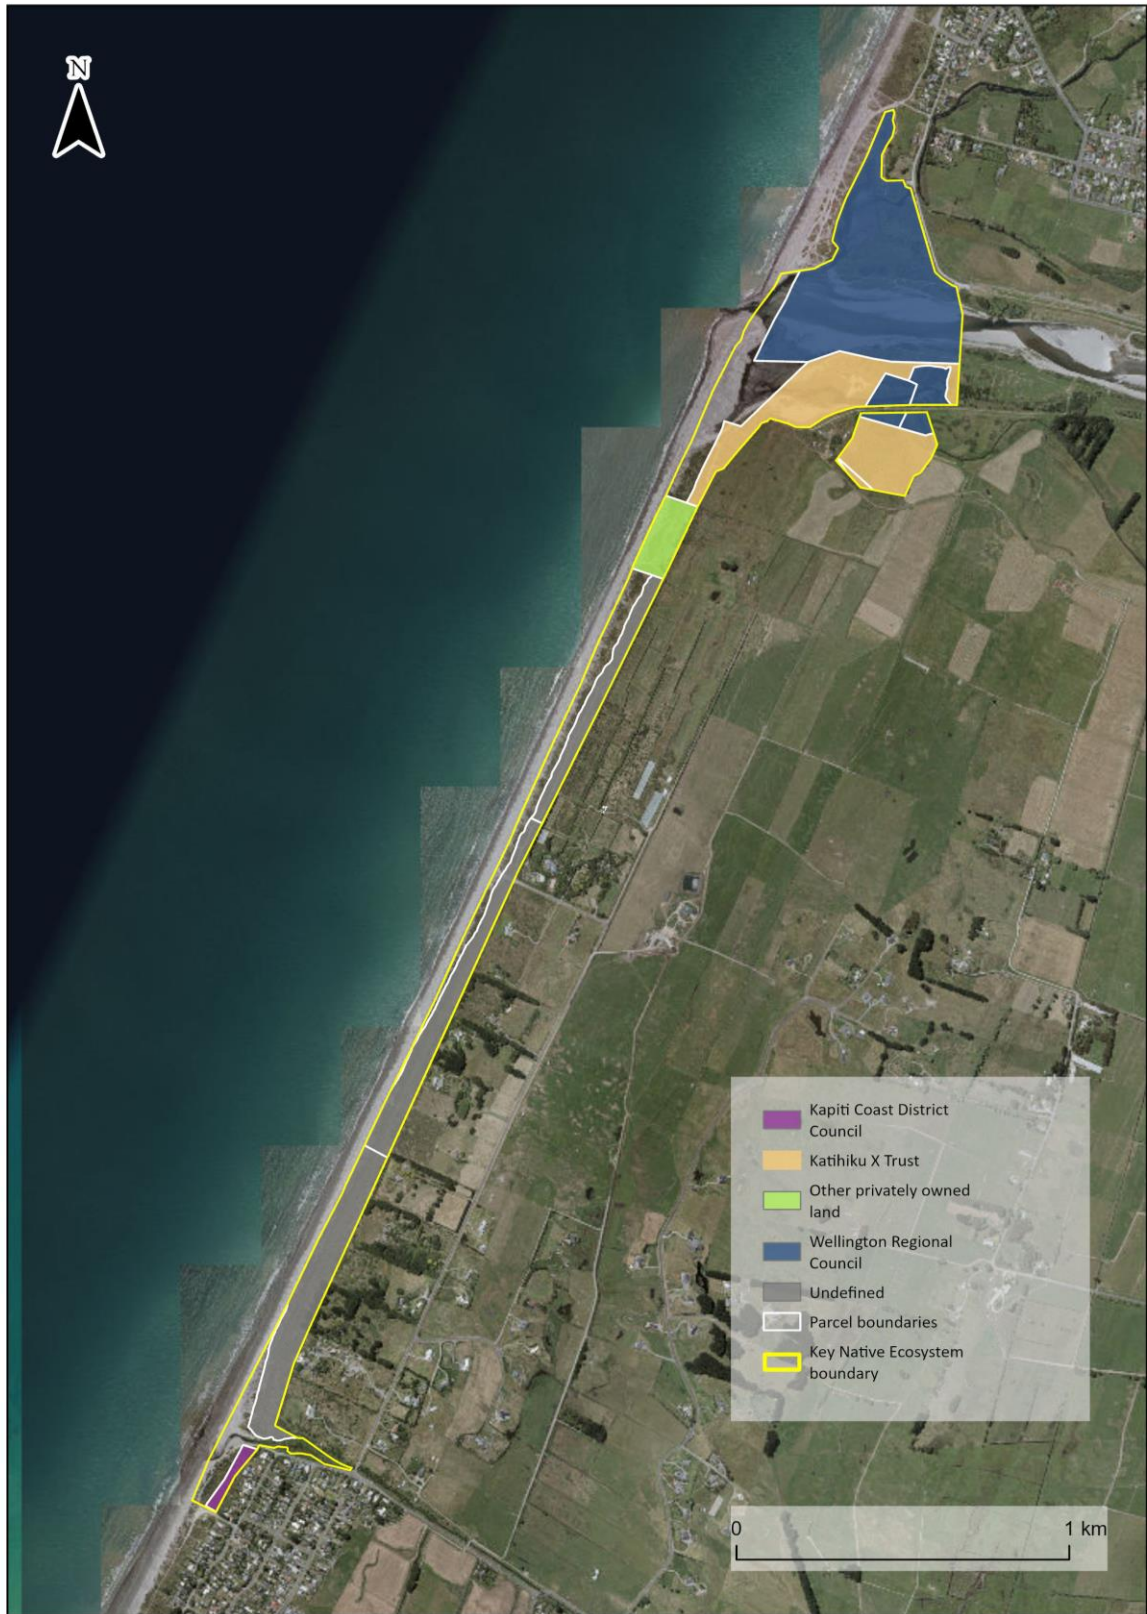 N
Kapiti Coast District
Council
Katihiku X Trust
Other privately owned
land
Wellington Regional
Council
Undefined
Parcel boundaries
Key Native Ecosystem
boundary
0
1 km